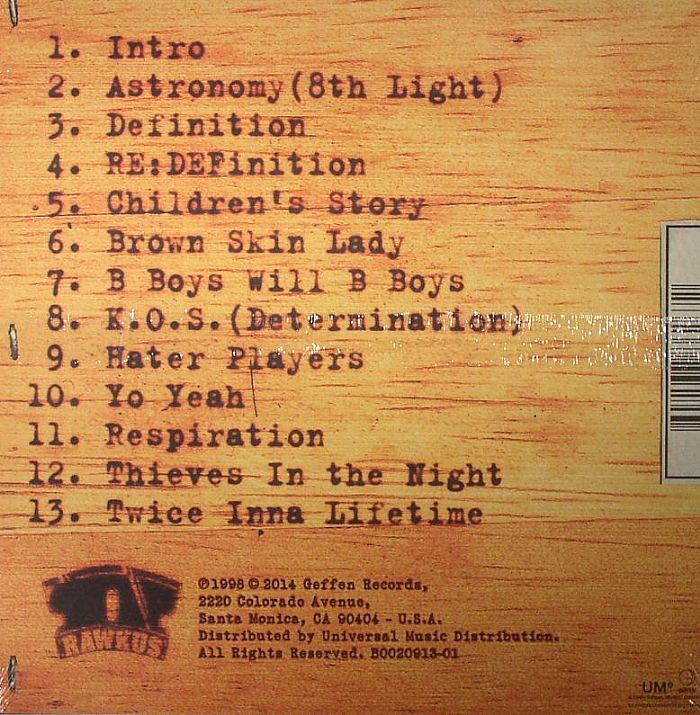 1. Intro
2. Astronomy(8th Light)
3. Definition
4. RE:DEFinition
5. Children's Story
6. Brown Skin Lady
7. B Boys Will B Boys
8. K.O.S.(Determination)
9. Hater Players
10. Yo Yeah
11. Respiration
12. Thieves In the Night
13. Twice Inna Lifetime
RAWKUS
℗1998 © 2014 Geffen Records,
2220 Colorado Avenue,
Santa Monica, CA 90404 - U.S.A.
Distributed by Universal Music Distribution.
All Rights Reserved. B0020913-01
UMe